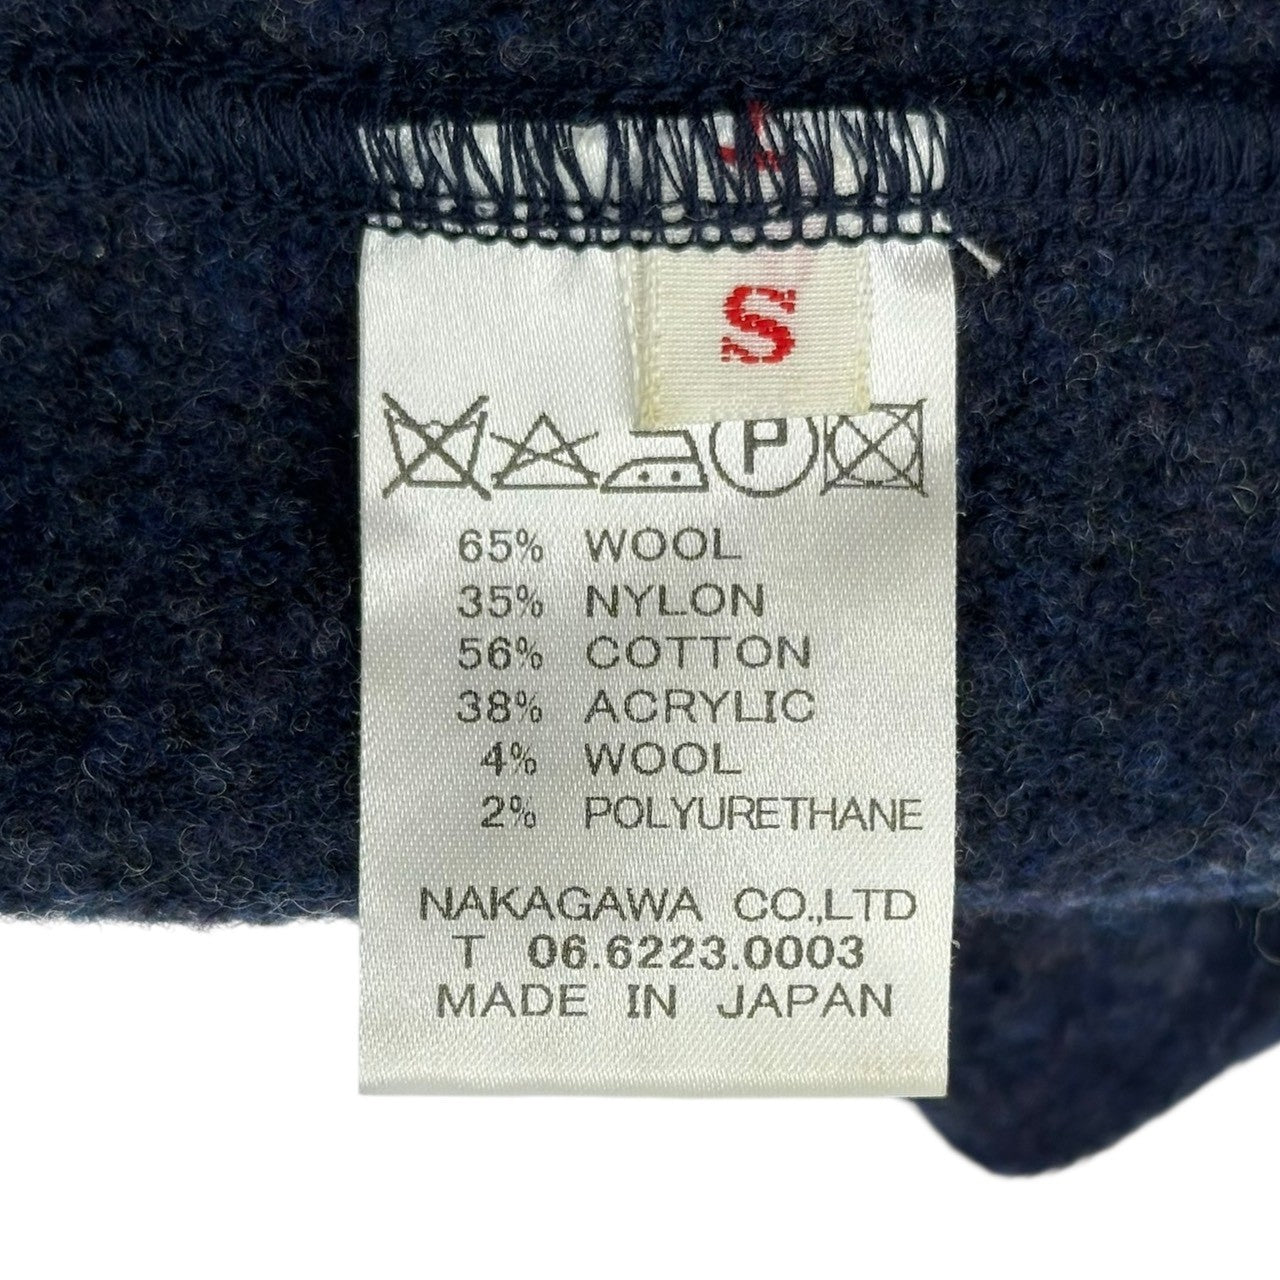 S
P
65% WOOL
35% NYLON
56% COTTON
38% ACRYLIC
4% WOOL
2% POLYURETHANE
NAKAGAWA CO.,LTD
T 06.6223.0003
MADE IN JAPAN